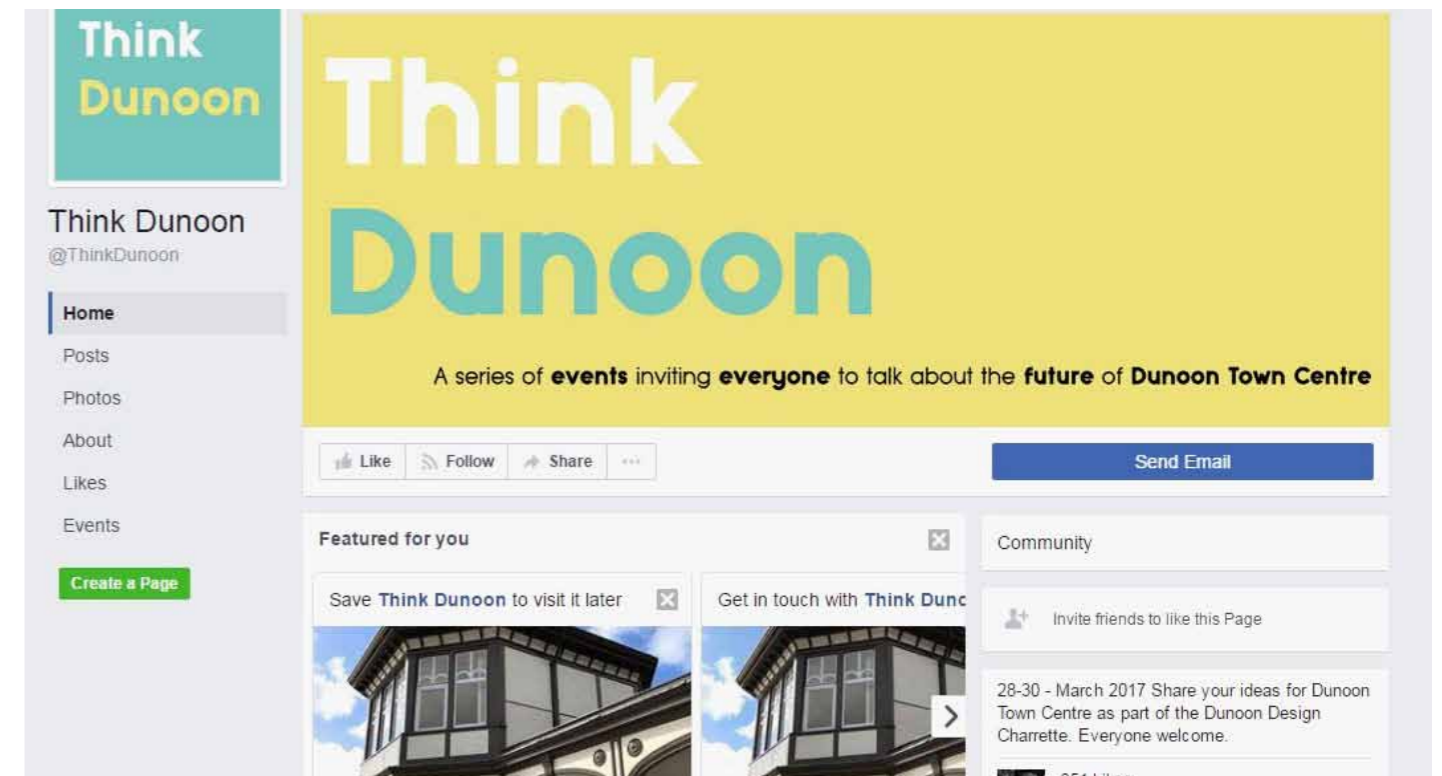 Think
Dunoon
Think Dunoon
@ThinkDunoon
Home
Posts
Photos
About
Likes
Events
Create a Page
Think
Dunoon
A series of events inviting everyone to talk about the future of Dunoon Town Centre
Like Follow Share ...
Send Email
Featured for you
Save Think Dunoon to visit it later
Get in touch with Think Dunc
Community
Invite friends to like this Page
28-30 - March 2017 Share your ideas for Dunoon
Town Centre as part of the Dunoon Design
Charrette. Everyone welcome.